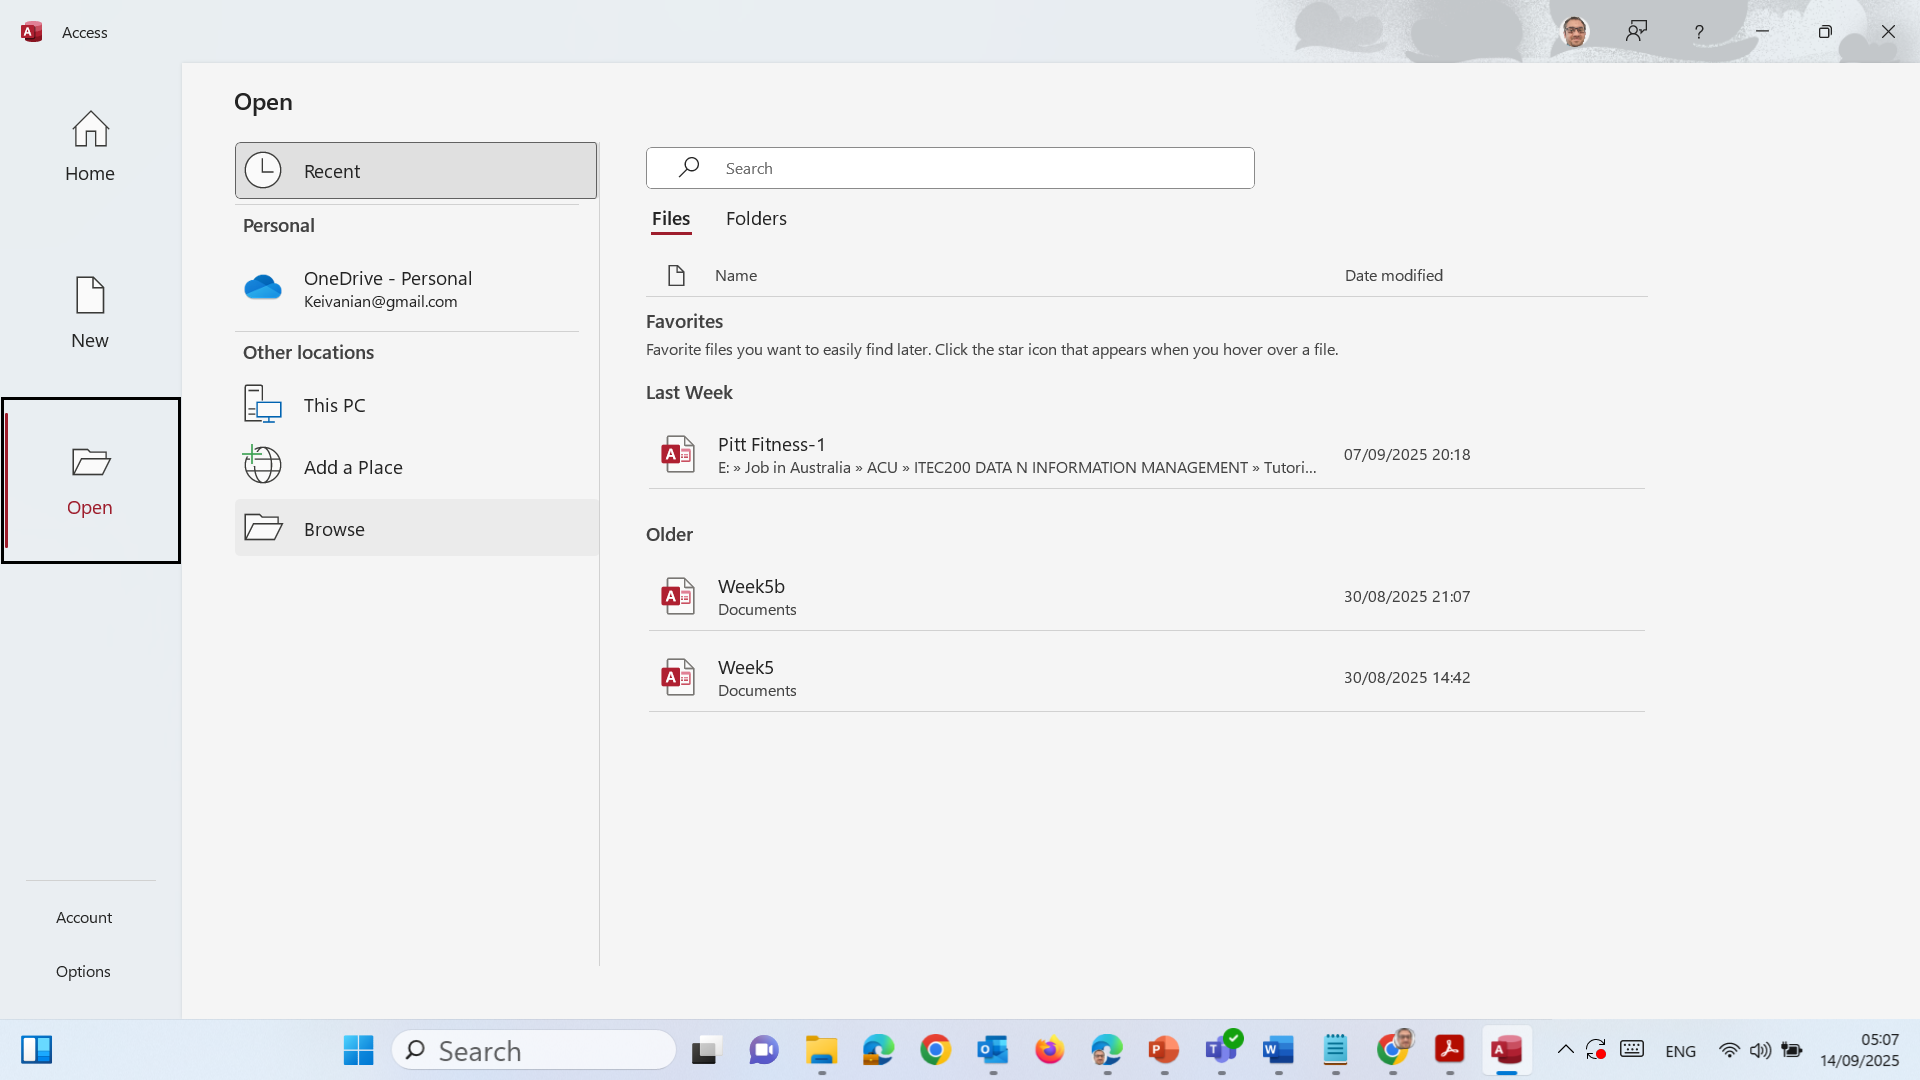 Access
?
Home
New
Open
Account
Options
Open
Recent
Personal
OneDrive - Personal
Keivanian@gmail.com
Other locations
This PC
Add a Place
Browse
Search
Files Folders
Name Date modified
Favorites
Favorite files you want to easily find later. Click the star icon that appears when you hover over a file.
Last Week
Pitt Fitness-1
E: » Job in Australia » ACU » ITEC200 DATA N INFORMATION MANAGEMENT » Tutori...
07/09/2025 20:18
Older
Week5b
Documents
30/08/2025 21:07
Week5
Documents
30/08/2025 14:42
Search
ENG
05:07
14/09/2025